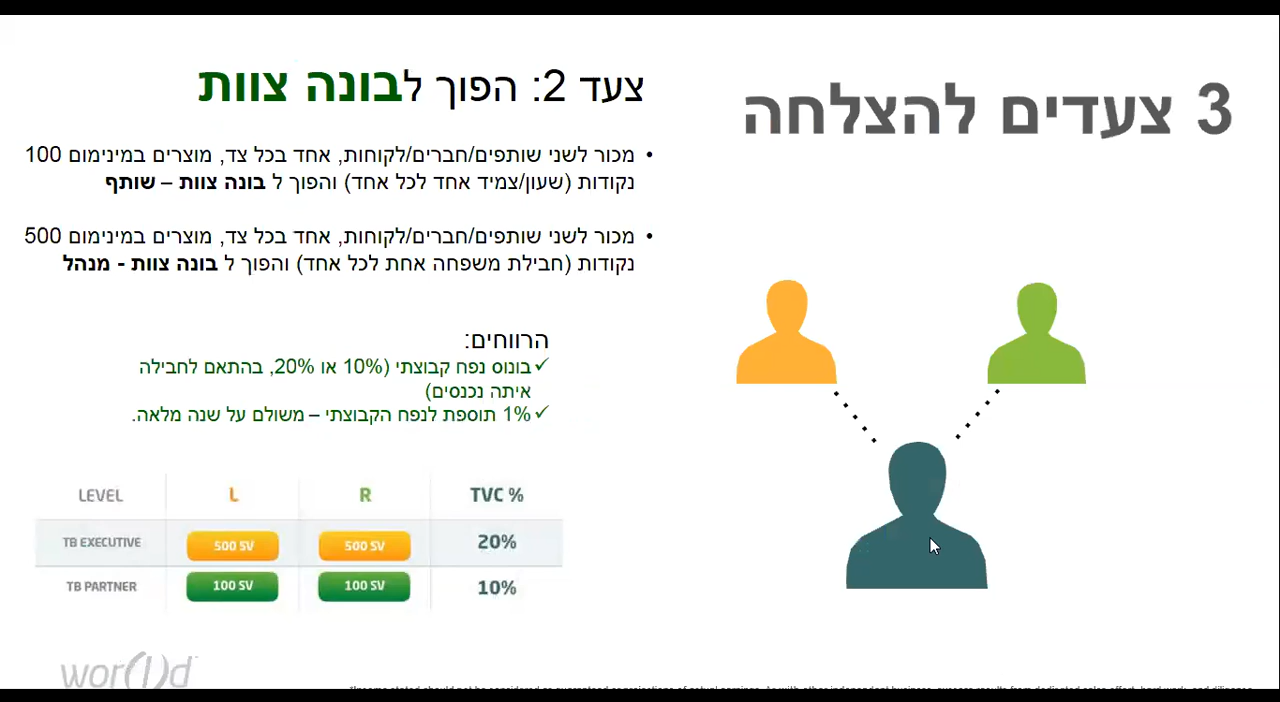 3 צעדים להצלחה
צעד 2: הפוך לבונה צוות
• מכור לשני שותפים/חברים/לקוחות, אחד בכל צד, מוצרים במינימום 100
נקודות (שעון/צמיד אחד לכל אחד) והפוך ל בונה צוות – שותף
• מכור לשני שותפים/חברים/לקוחות, אחד בכל צד, מוצרים במינימום 500
נקודות (חבילת משפחה אחת לכל אחד) והפוך ל בונה צוות - מנהל
הרווחים:
✓ בונוס נפח קבוצתי (10% או 20%, בהתאם לחבילה
איתה נכנסים)
✓ 1% תוספת לנפח הקבוצתי – משולם על שנה מלאה.
LEVEL L R TVC %
TB EXECUTIVE 500 SV 500 SV 20%
TB PARTNER 100 SV 100 SV 10%
wor(l)d